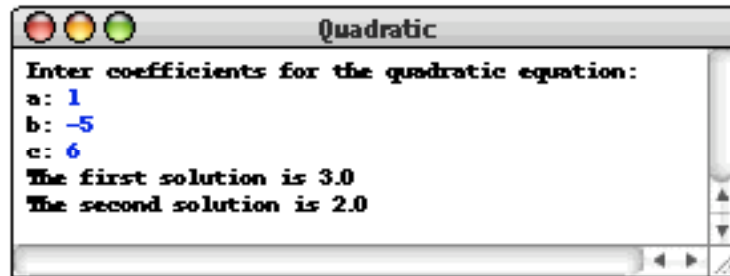 Quadratic
Inter coefficients for the quadratic equation:
a: 1
b: -5
c: 6
The first solution is 3.0
The second solution is 2.0